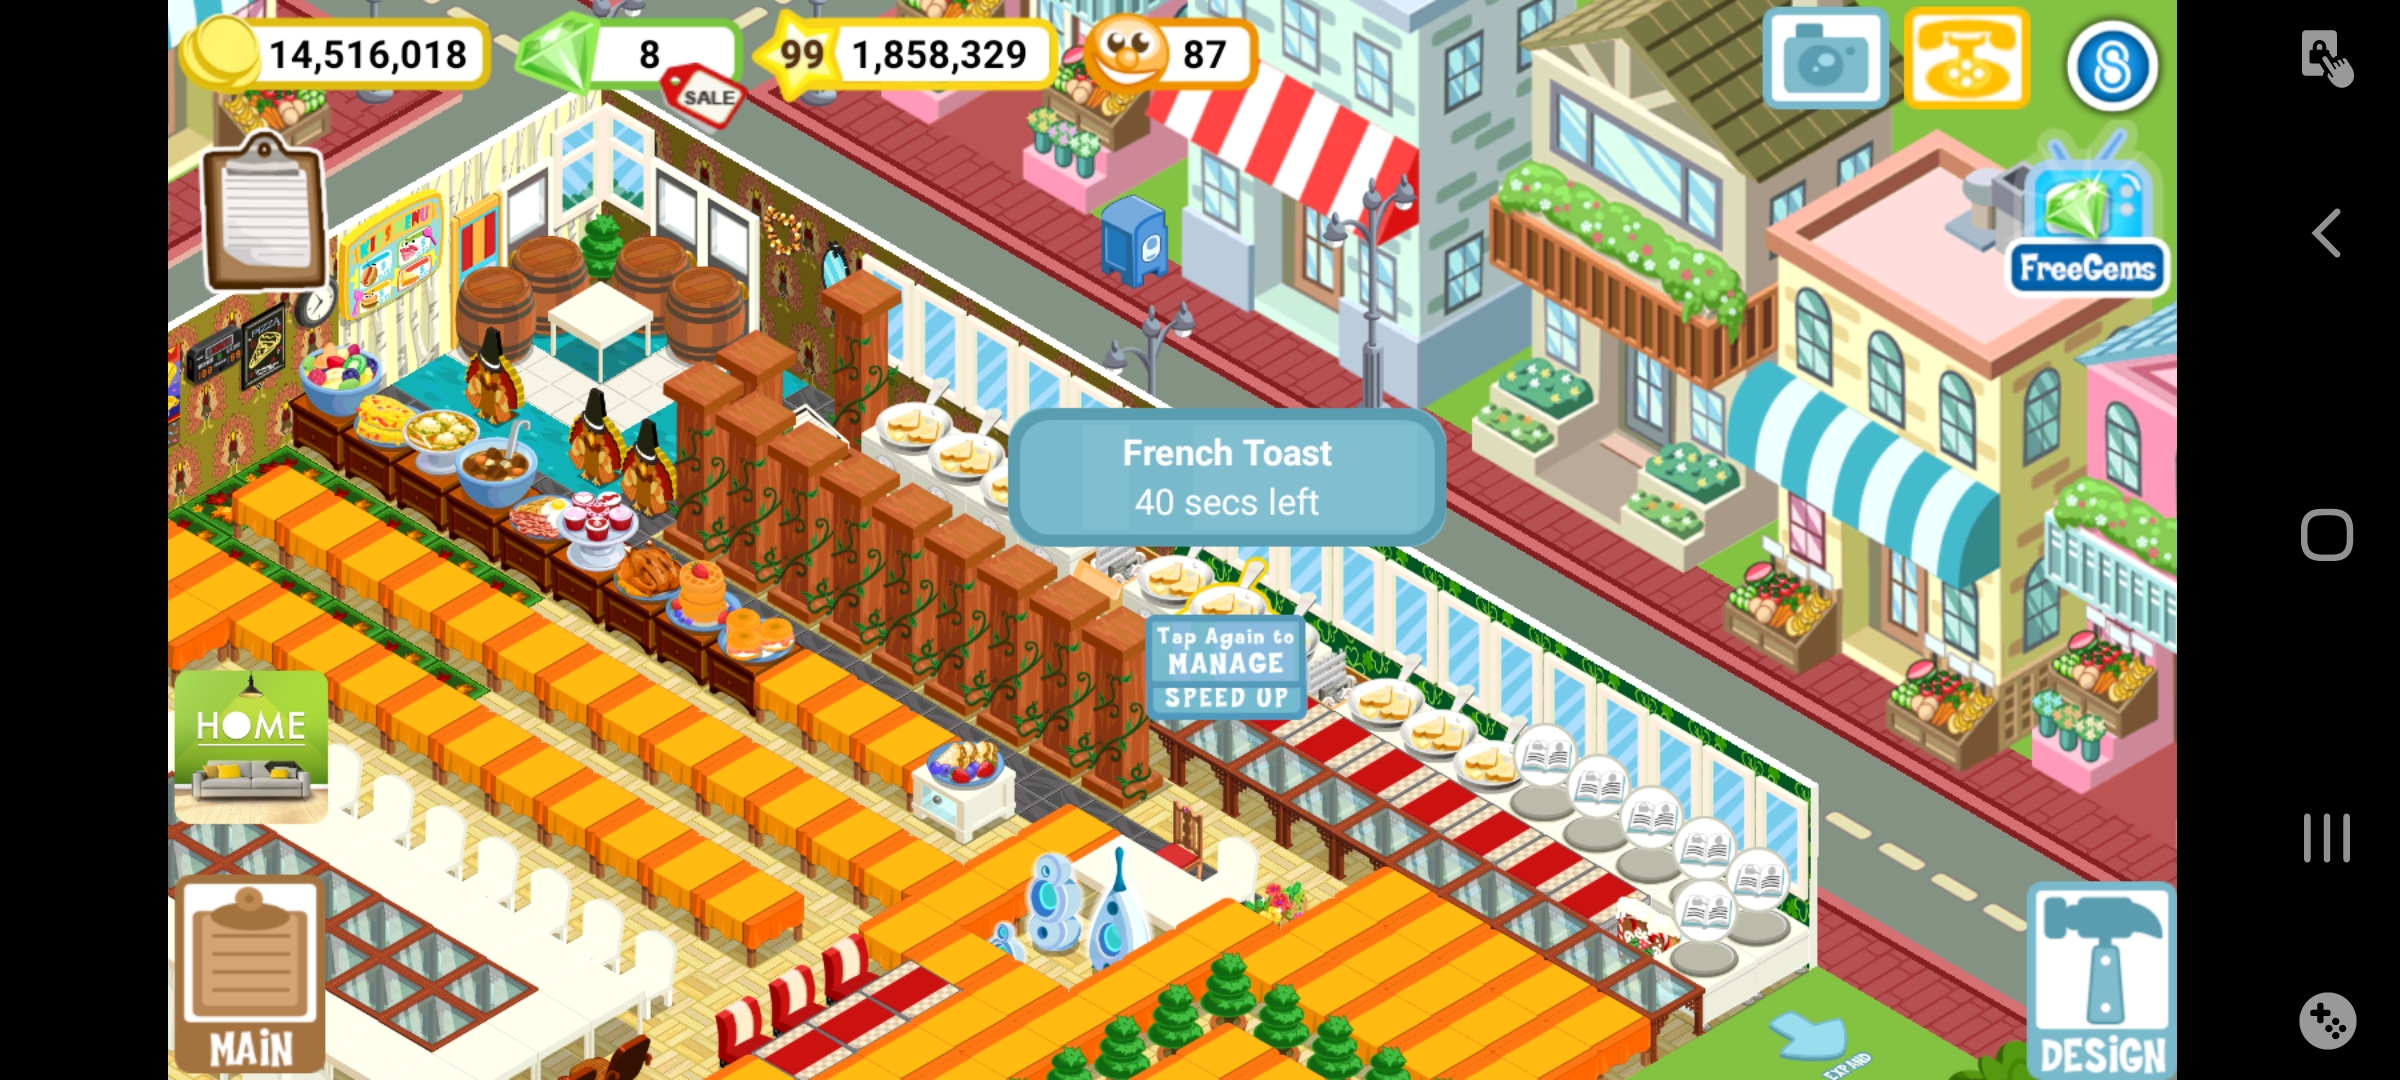 14,516,018
8
SALE
99
1,858,329
87
FreeGems
PIZZA
French Toast
40 secs left
Tap Again to
MANAGE
SPEED UP
HOME
MAIN
DESIGN
EXPAND